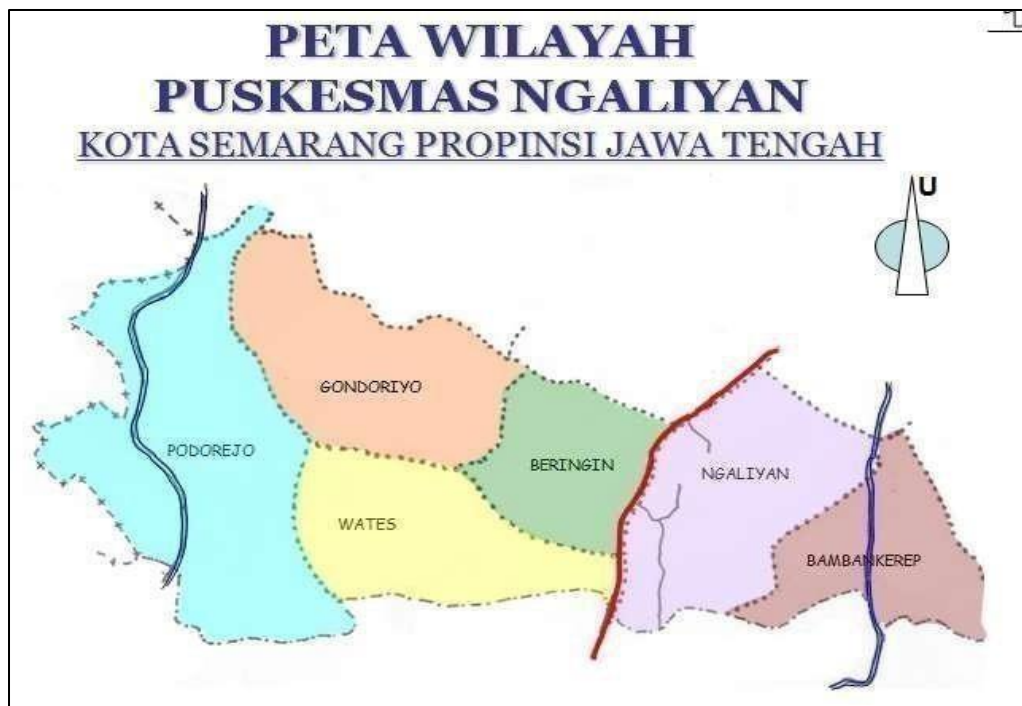 PETA WILAYAH
PUSKESMAS NGALIYAN
KOTA SEMARANG PROPINSI JAWA TENGAH
U
GONDORIYO
PODOREJO
BERINGIN
NGALIYAN
WATES
BAMBANKEREP